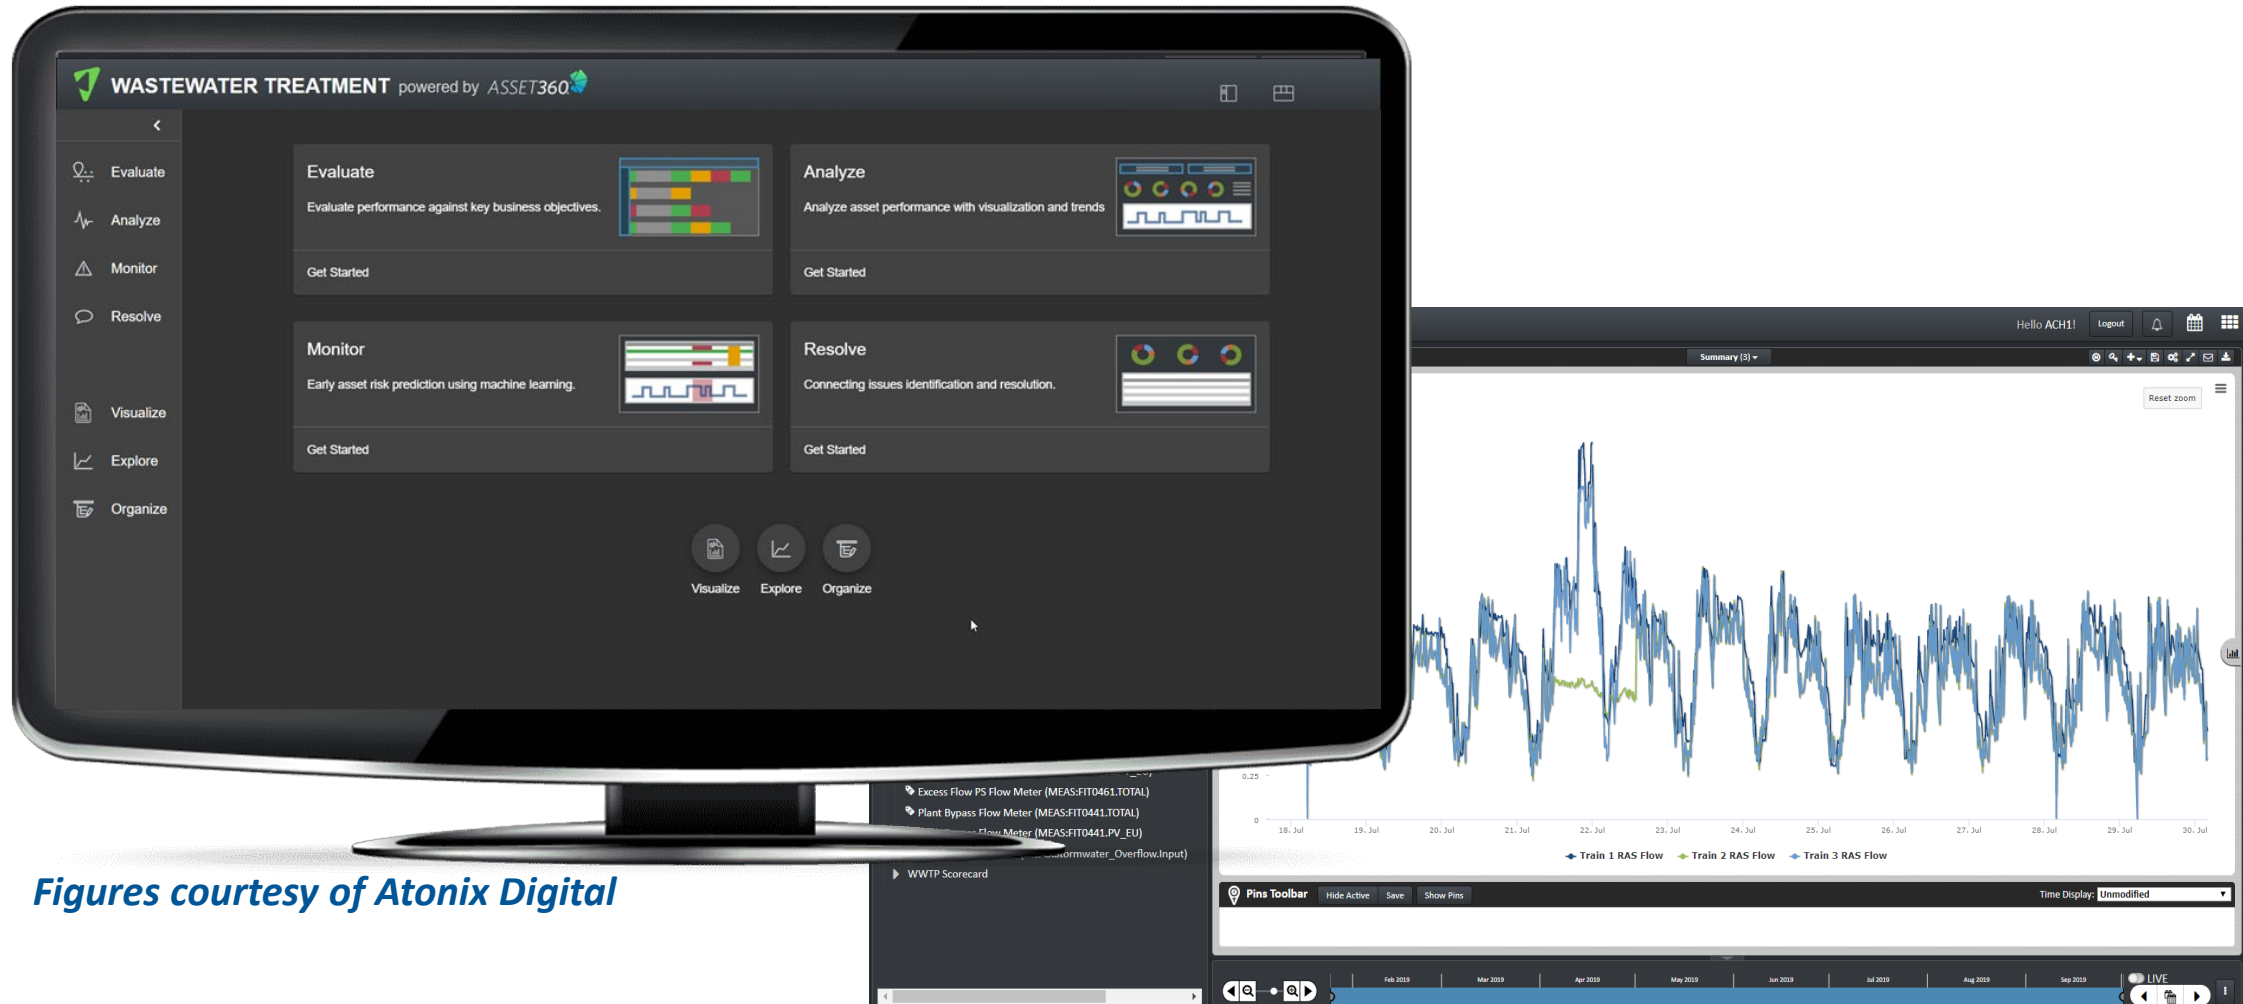 WASTEWATER TREATMENT powered by ASSET360
Evaluate
Analyze
Monitor
Resolve
Visualize
Explore
Organize
Evaluate
Evaluate performance against key business objectives.
Get Started
Analyze
Analyze asset performance with visualization and trends
Get Started
Monitor
Early asset risk prediction using machine learning.
Get Started
Resolve
Connecting issues identification and resolution.
Get Started
Visualize Explore Organize
Hello ACH1! Logout
Summary (3)
Reset zoom
0.25
0
18. Jul 19. Jul 20. Jul 21. Jul 22. Jul 23. Jul 24. Jul 25. Jul 26. Jul 27. Jul 28. Jul 29. Jul 30. Jul
Train 1 RAS Flow Train 2 RAS Flow Train 3 RAS Flow
Excess Flow PS Flow Meter (MEAS:FIT0461.TOTAL)
Plant Bypass Flow Meter (MEAS:FIT0441.TOTAL)
Flow Meter (MEAS:FIT0441.PV_EU)
Stormwater_Overflow.Input)
WWTP Scorecard
Pins Toolbar Hide Active Save Show Pins Time Display: Unmodified
Feb 2019 Mar 2019 Apr 2019 May 2019 Jun 2019 Jul 2019 Aug 2019 Sep 2019 LIVE
Figures courtesy of Atonix Digital